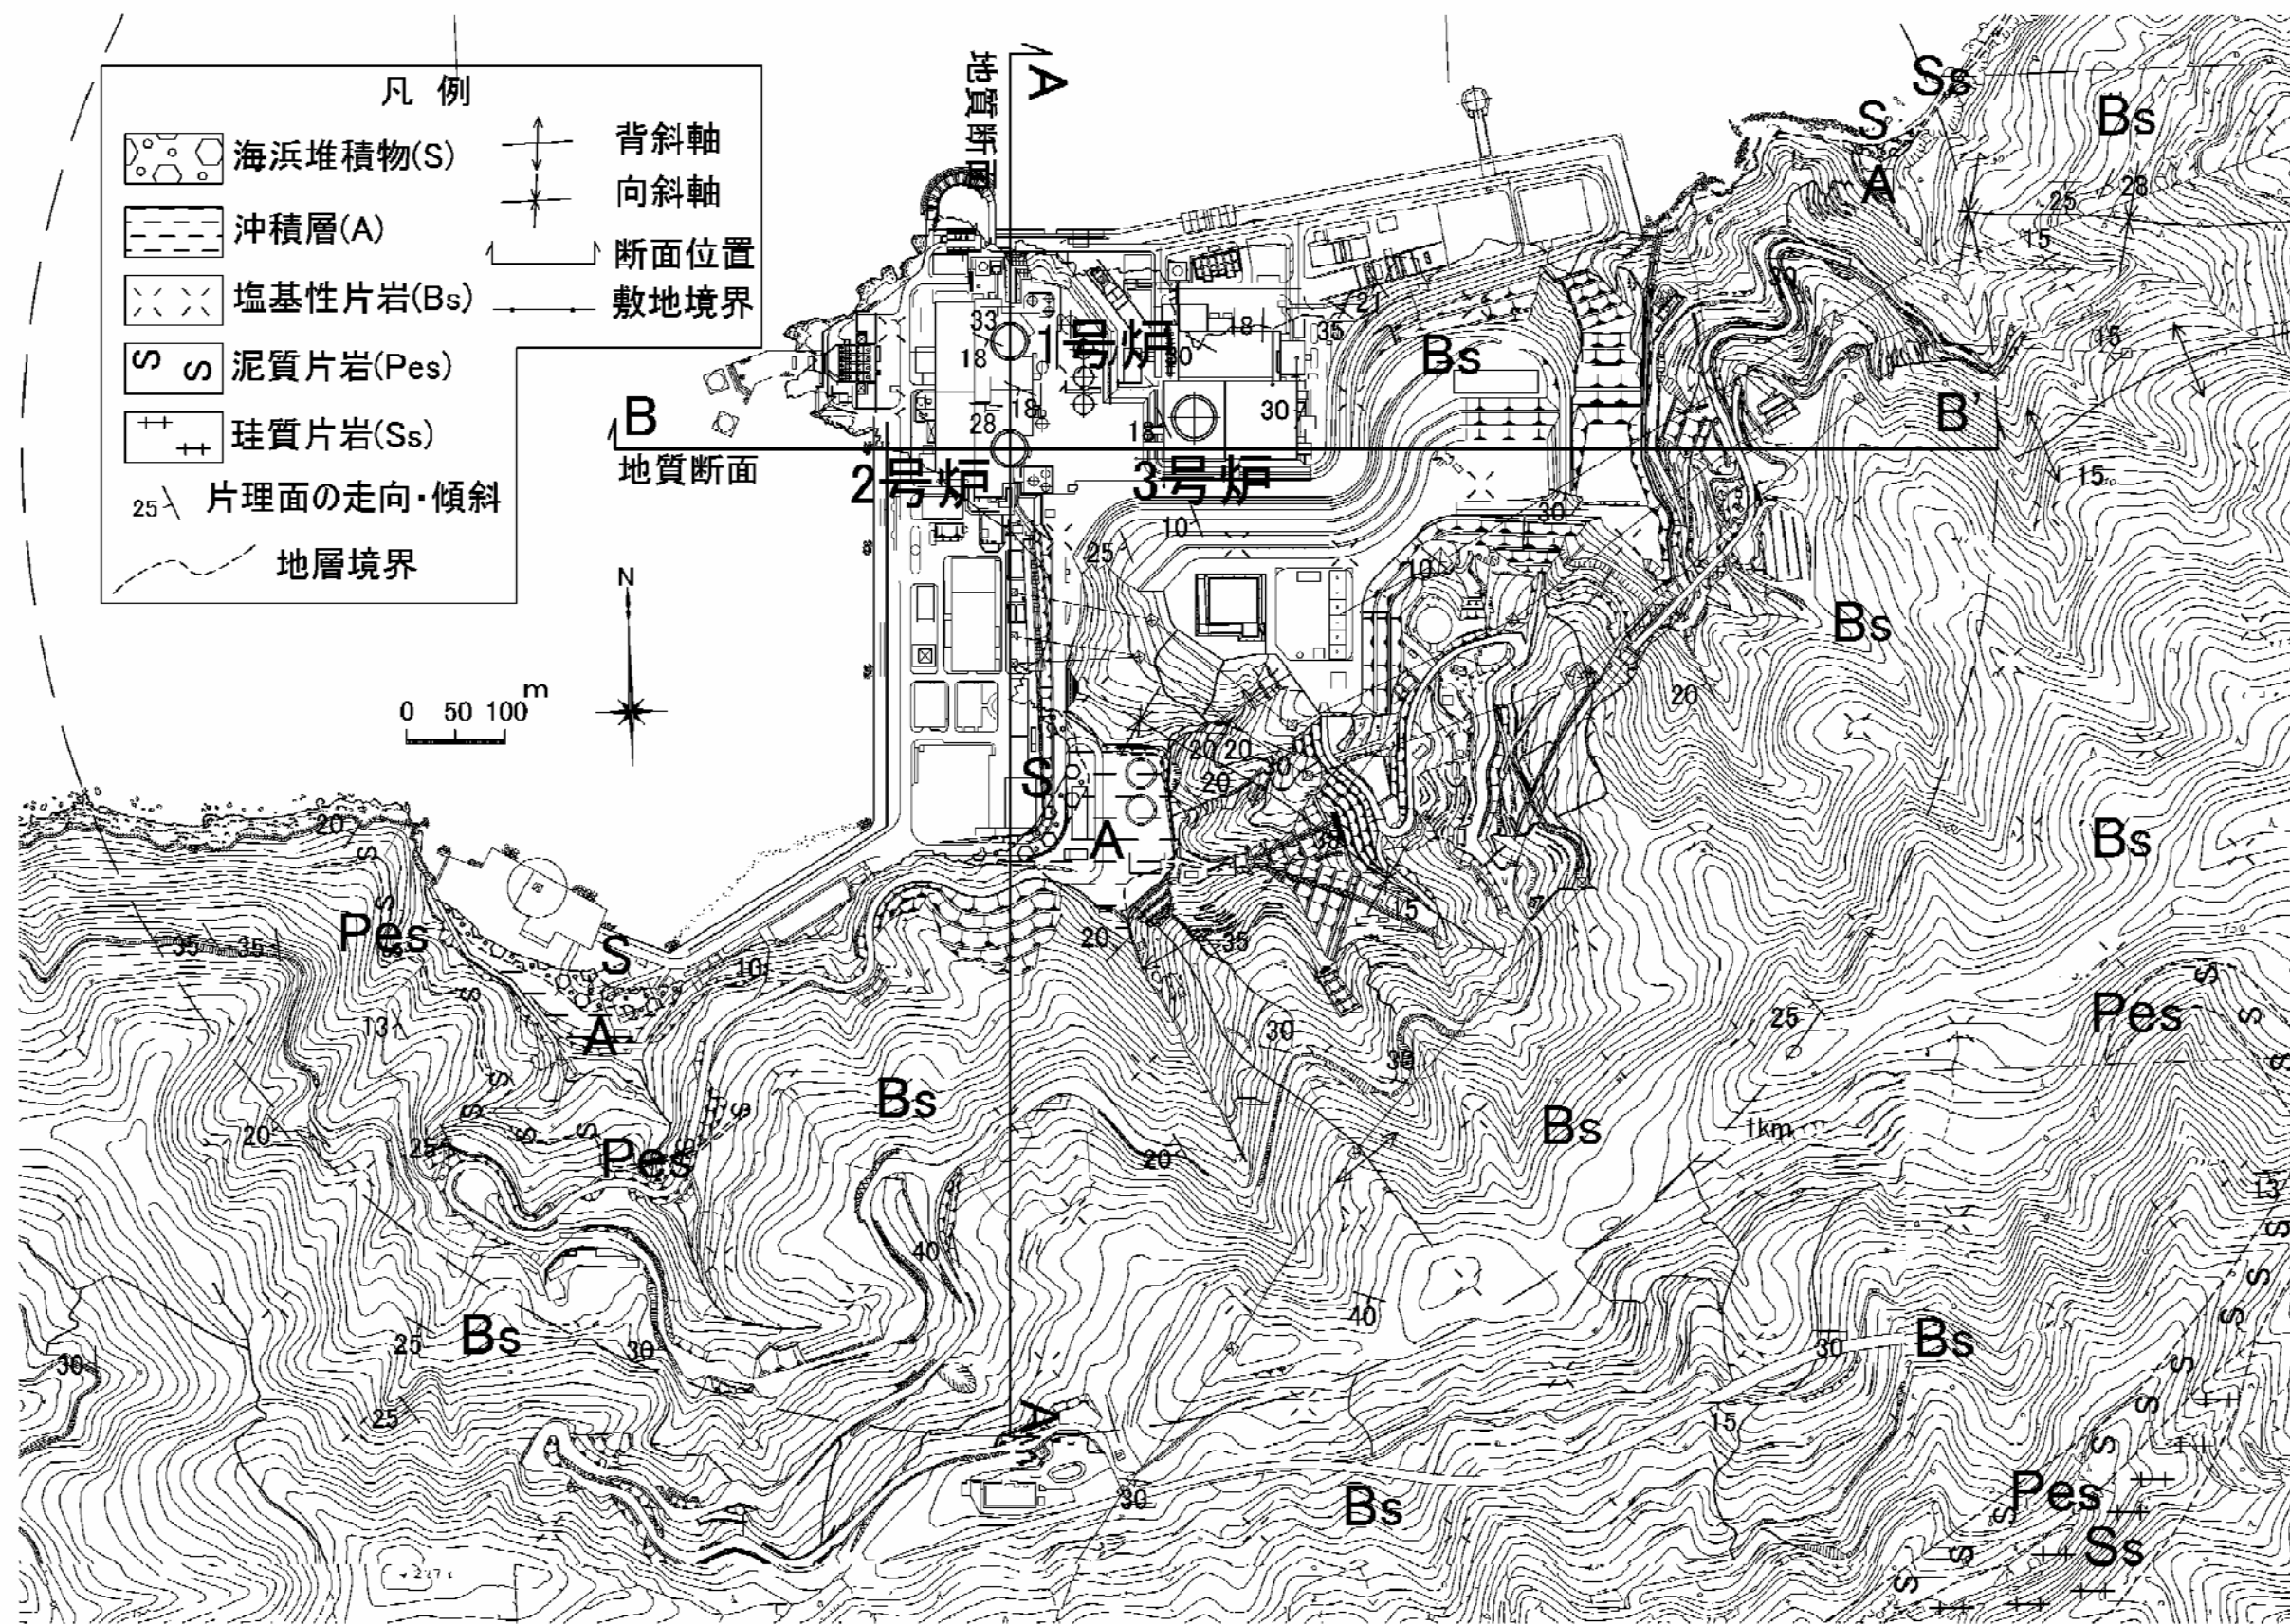 凡 例
海浜堆積物(S)
沖積層(A)
塩基性片岩(Bs)
泥質片岩(Pes)
珪質片岩(Ss)
25 片理面の走向・傾斜
地層境界
背斜軸
向斜軸
断面位置
敷地境界
地質断面
A
Ss
S
Bs
A
25
28
15
33
1号炉
18
21
35
Bs
18
18
30
15
B
28
18
30
B'
地質断面
2号炉
3号炉
15
10
25
30
10
N
Bs
20
0 50 100 m
20 20
30
20
S
A
Bs
20
Pes
35 35
S
10
20
35
15
A
13
Pes
25
30
30
Bs
Bs
1km
20
25
Pes
20
13
40
40
Bs
25
30
30
Bs
30
25
15
A
30
Bs
Pes
Ss